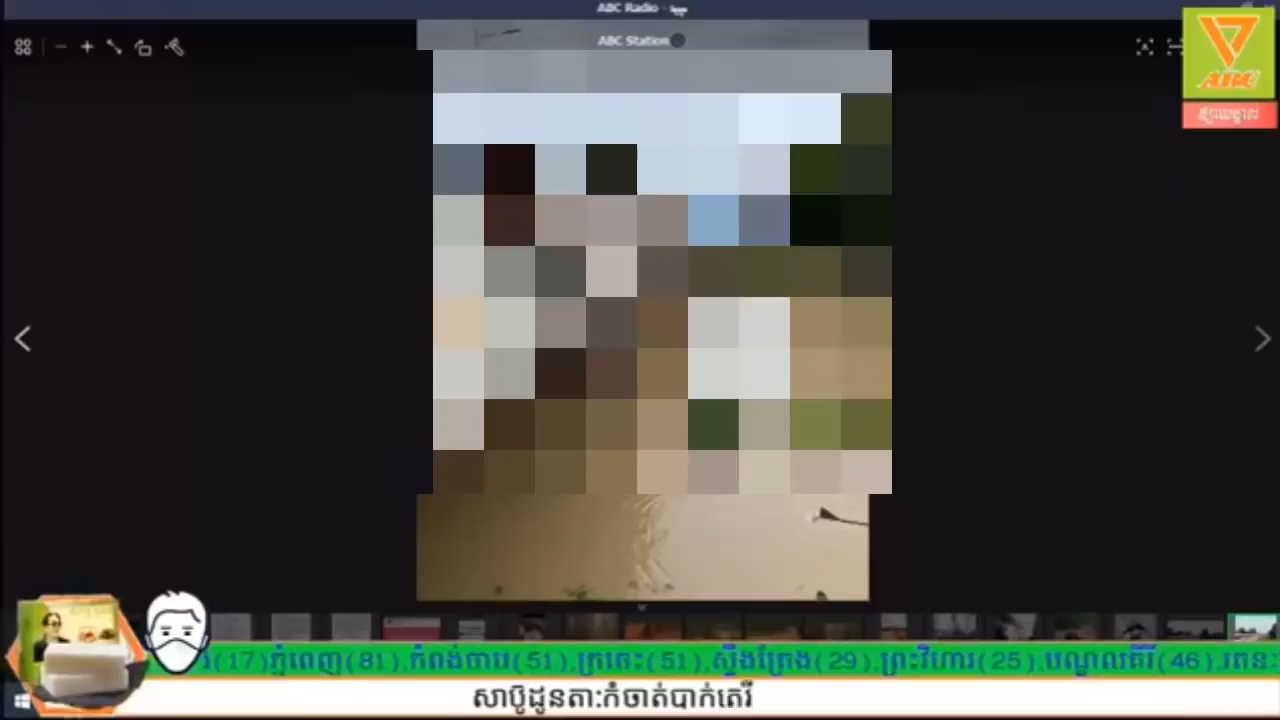 ABC Radio -
ABC Station
ABC
(17)ភ្នំពេញ(81),កំពង់ចាប(51),ក្រចេះ(51),ស្ទឹងត្រែង(29),ព្រះវិហារ(25),បណ្ឌលគីរី(46),រតនៈ
សាប៊ូដូនតា:កំចាត់បាក់តេរី